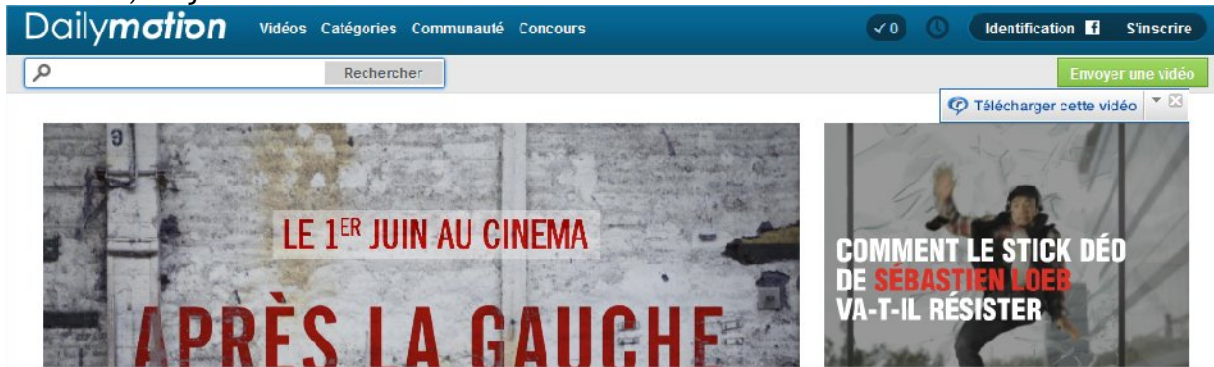 Dailymotion Vidéos Catégories Communauté Concours ✓ 0 Identification f S'inscrire
Rechercher Envoyer une vidéo
Télécharger cette vidéo
9
LE 1ER JUIN AU CINEMA
APRÈS LA GAUCHE
COMMENT LE STICK DÉO
DE SÉBASTIEN LOEB
VA-T-IL RÉSISTER